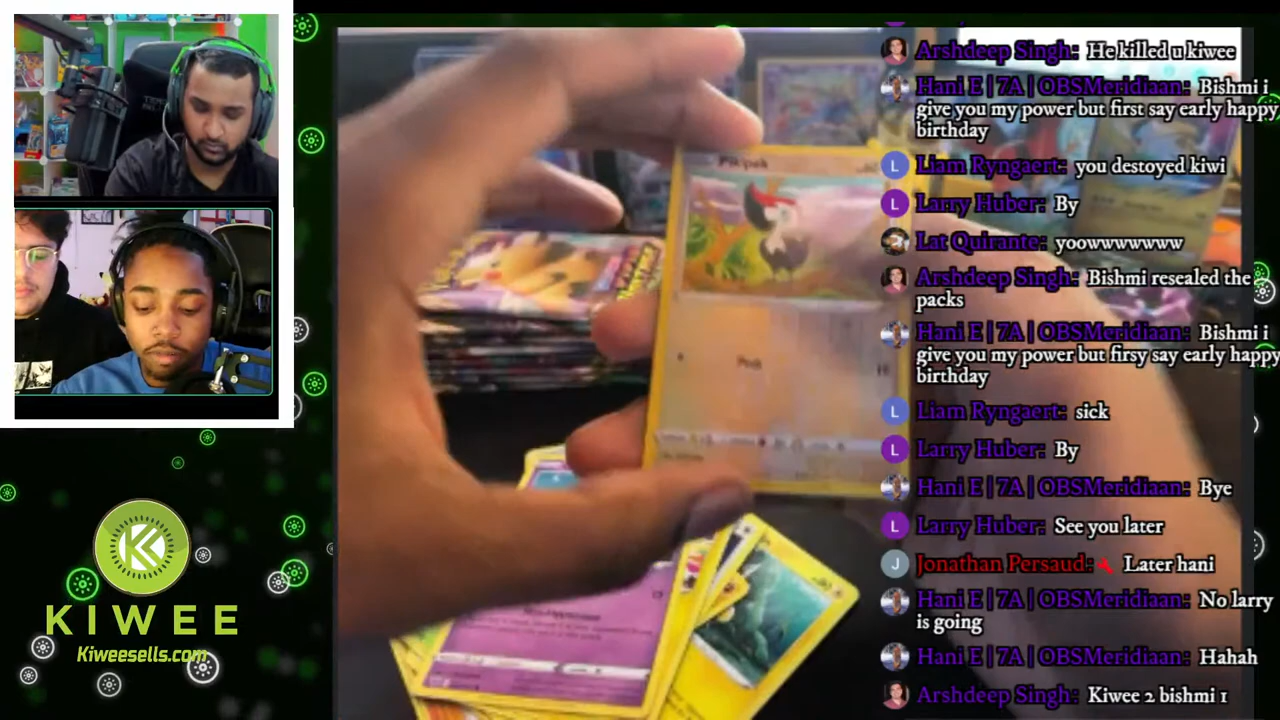 Arshdeep Singh: He killed u kiwee
Hani E | 7A | OBSMeridiaan: Bishmi i
give you my power but first say early happy
birthday
Liam Ryngaert: you destoyed kiwi
Larry Huber: By
Lat Quirante: yoowwwwwww
Arshdeep Singh: Bishmi resealed the
packs
Hani E | 7A | OBSMeridiaan: Bishmi i
give you my power but firsy say early happy
birthday
Liam Ryngaert: sick
Larry Huber: By
Hani E | 7A | OBSMeridiaan: Bye
Larry Huber: See you later
Jonathan Persaud: Later hani
Hani E | 7A | OBSMeridiaan: No larry
is going
Hani E | 7A | OBSMeridiaan: Hahah
Arshdeep Singh: Kiwee 2 bishmi 1
L
L
L
L
L
J
Pikipek
Peck
K
KIWEE
Kiweesells.com